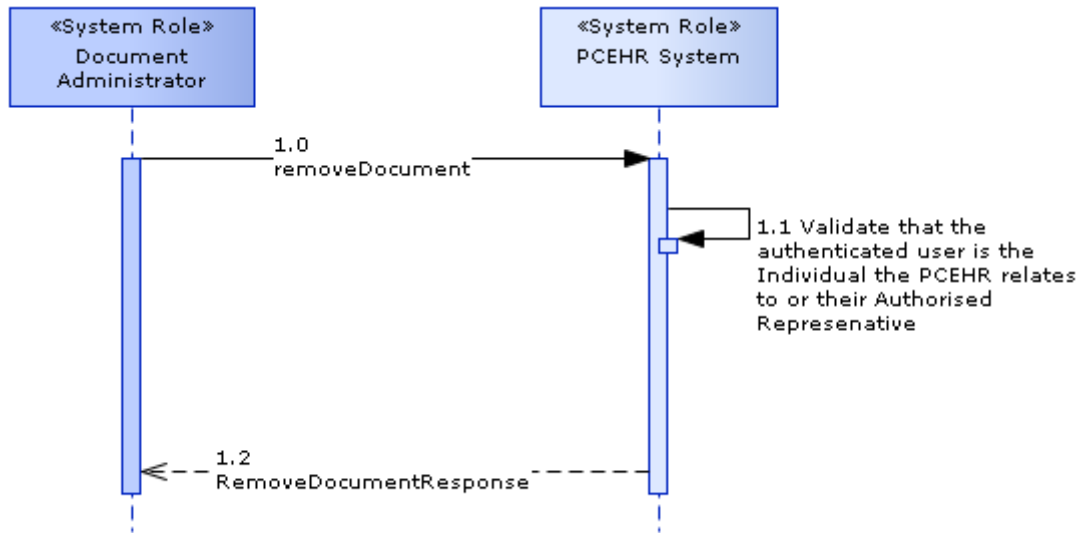 «System Role»
Document
Administrator
«System Role»
PCEHR System
1.0
removeDocument
1.1 Validate that the
authenticated user is the
Individual the PCEHR relates
to or their Authorised
Represenative
1.2
RemoveDocumentResponse